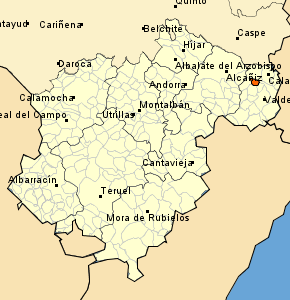 Quinto
atayud
Cariñena
Belchite
Caspe
Híjar
Daroca
Albalate del Arzobispo
Alcañiz
Cala
Andorra
Calamocha
Montalbán
Valde
eal del Campo
Utrillas
Cantavieja
Albarracín
Teruel
Mora de Rubielos